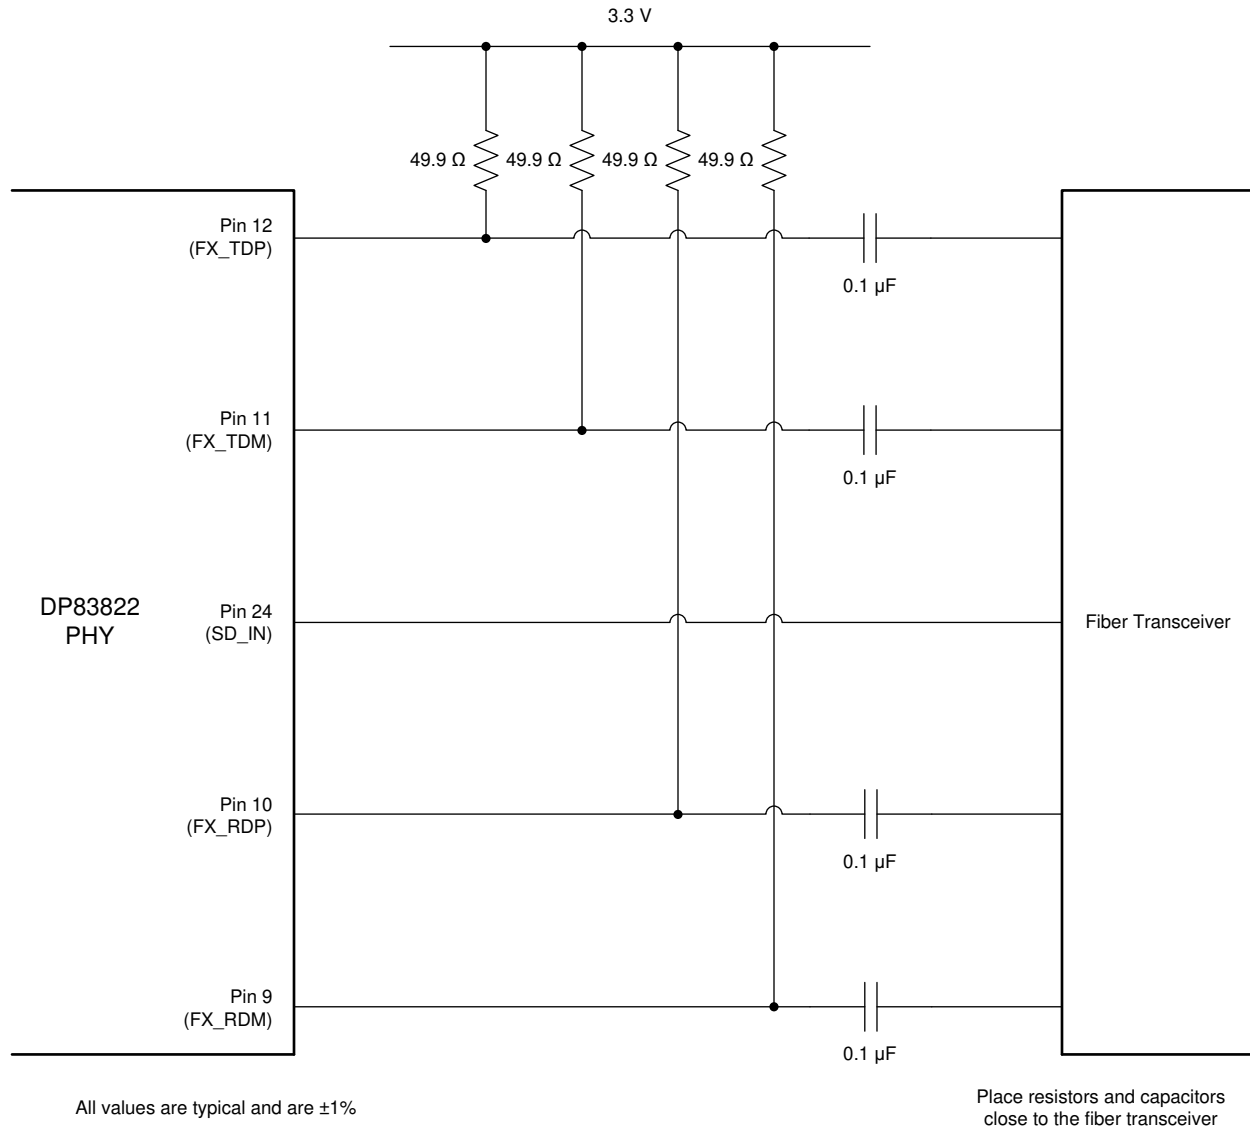 3.3 V
49.9 Ω 49.9 Ω 49.9 Ω 49.9 Ω
Pin 12
(FX_TDP)
0.1 µF
Pin 11
(FX_TDM)
0.1 µF
DP83822
PHY
Pin 24
(SD_IN)
Fiber Transceiver
Pin 10
(FX_RDP)
0.1 µF
Pin 9
(FX_RDM)
0.1 µF
All values are typical and are ±1%
Place resistors and capacitors
close to the fiber transceiver